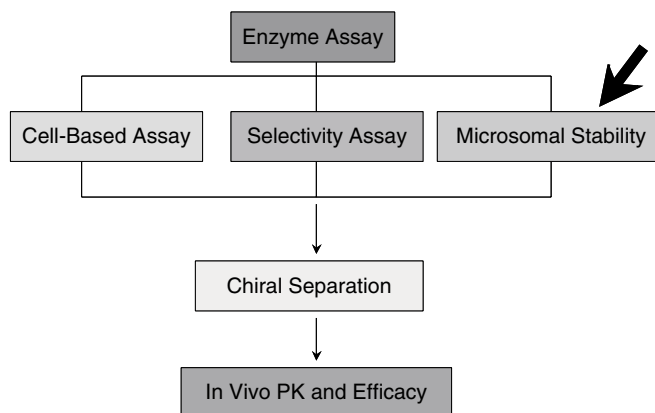 Enzyme Assay
Cell-Based Assay
Selectivity Assay
Microsomal Stability
Chiral Separation
In Vivo PK and Efficacy